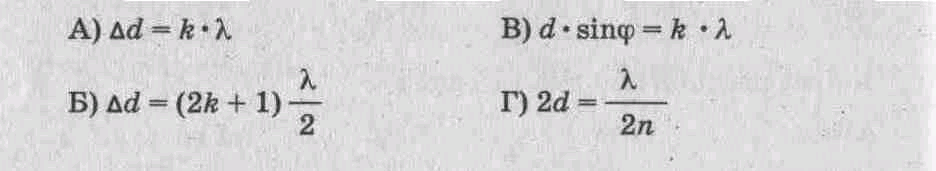 А) Δd = k·λ
В) d · sinφ = k · λ
Б) Δd = (2k + 1) λ/2
Г) 2d = λ/2n